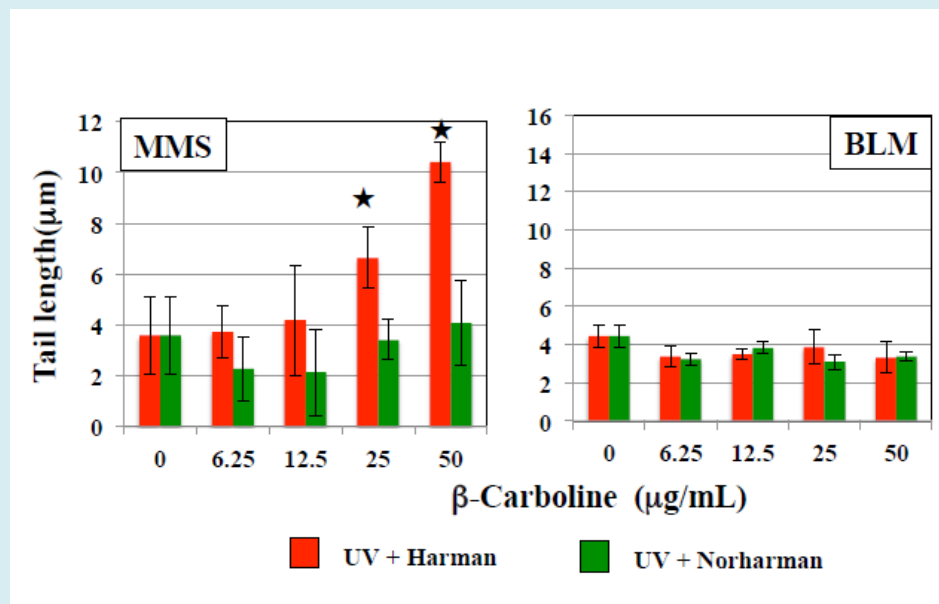 MMS
★
★
12
10
8
6
4
2
0
Tail length(μm)
0 6.25 12.5 25 50
BLM
16
14
12
10
8
6
4
2
0
0 6.25 12.5 25 50
β-Carboline (μg/mL)
UV + Harman
UV + Norharman